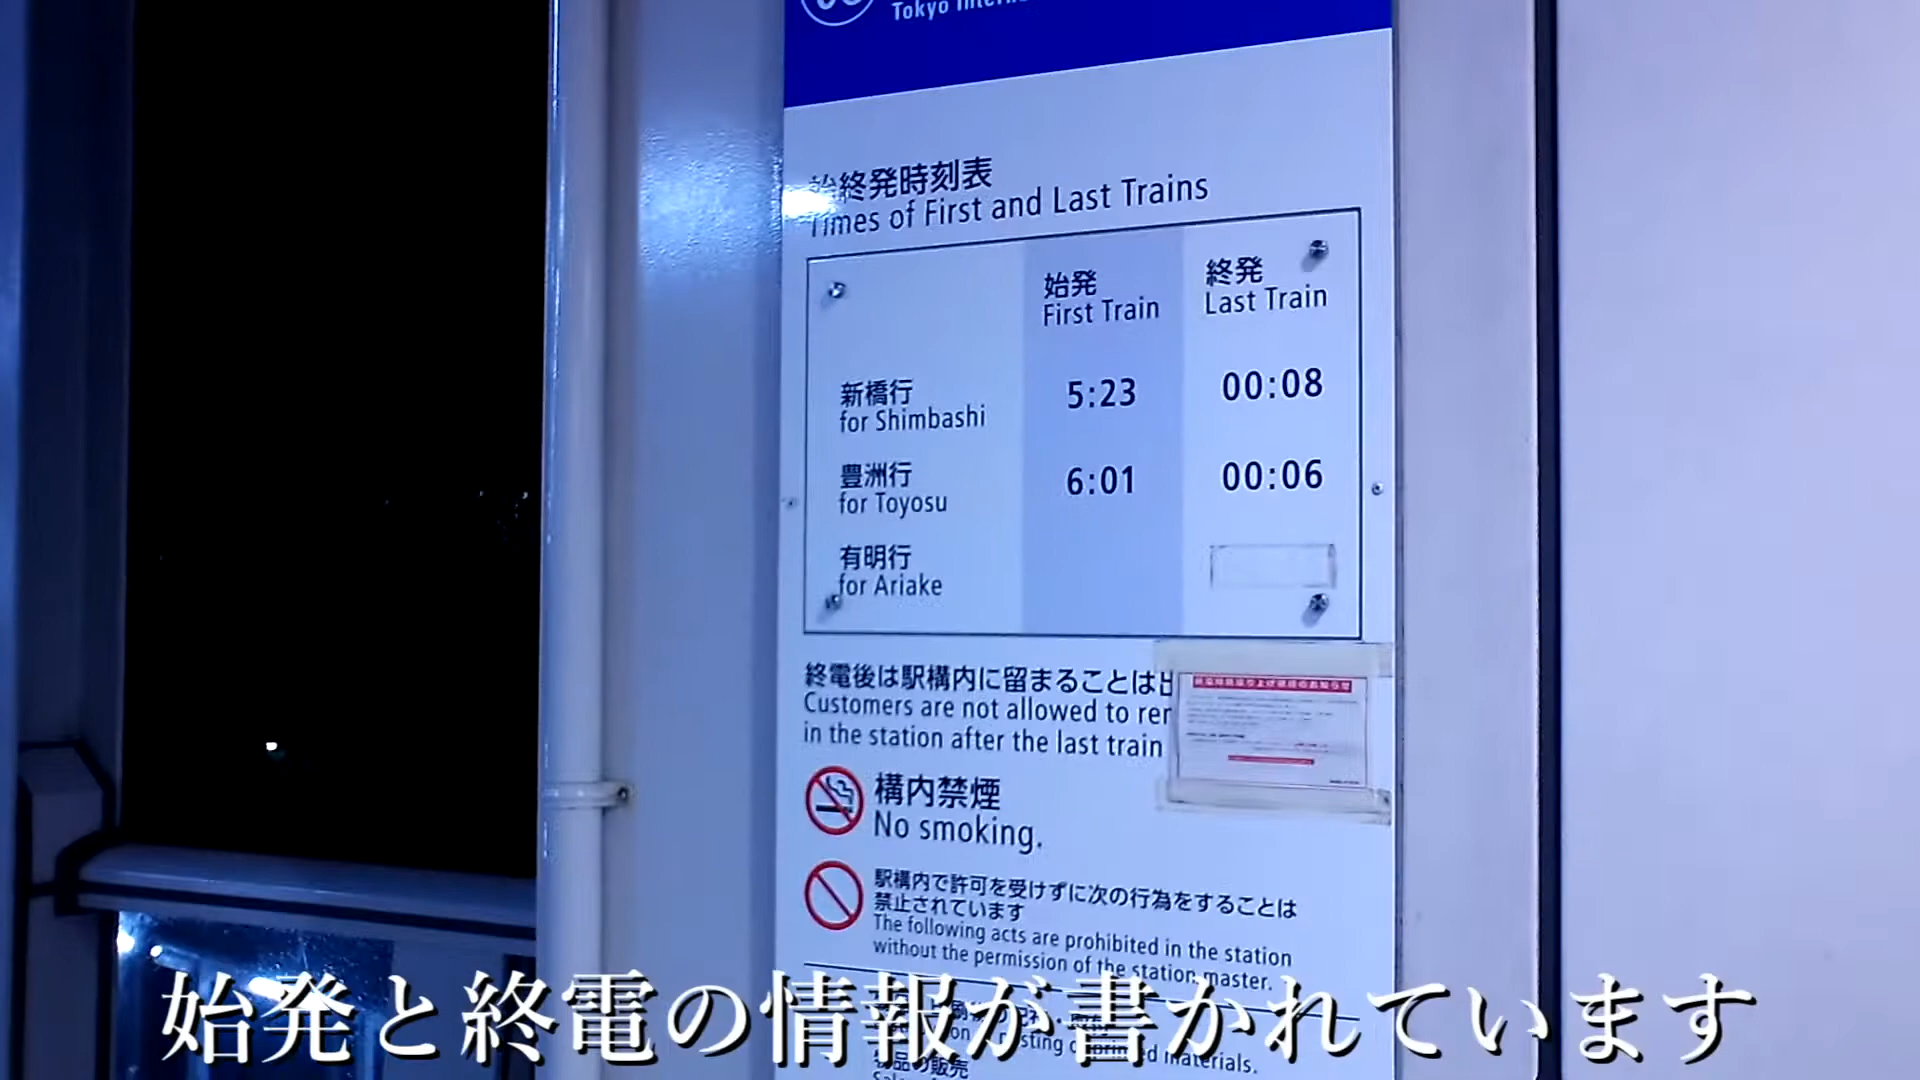 Tokyo
始終発時刻表
Times of First and Last Trains
始発
First Train
終発
Last Train
新橋行
for Shimbashi
5:23
00:08
豊洲行
for Toyosu
6:01
00:06
有明行
for Ariake
終電後は駅構内に留まることは
Customers are not allowed to
in the station after the last train
構内禁煙
No smoking.
駅構内で許可を受けずに次の行為をすることは
禁止されています
The following acts are prohibited in the station
without the permission of the station master.
materials.
物品の販売
始発と終電の情報が書かれています